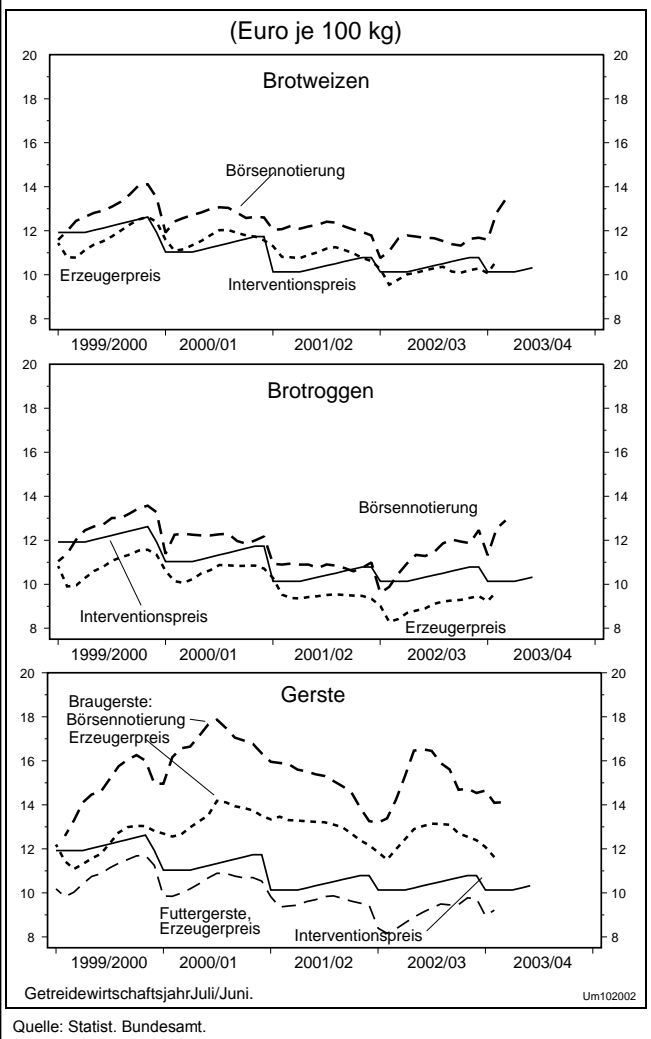 (Euro je 100 kg)
20 20
Brotweizen
18 18
16 16
Börsennotierung
14 14
12 12
10 10
Erzeugerpreis
Interventionspreis
8 8
1999/2000 2000/01 2001/02 2002/03 2003/04
20 20
Brotroggen
18 18
16 16
14 14
Börsennotierung
12 12
10 10
Interventionspreis
Erzeugerpreis
8 8
1999/2000 2000/01 2001/02 2002/03 2003/04
20 20
Gerste
Braugerste:
18 18
Börsennotierung
Erzeugerpreis
16 16
14 14
12 12
10 10
Futtergerste,
Erzeugerpreis
Interventionspreis
8 8
1999/2000 2000/01 2001/02 2002/03 2003/04
GetreidewirtschaftsjahrJuli/Juni.
Um102002
Quelle: Statist. Bundesamt.